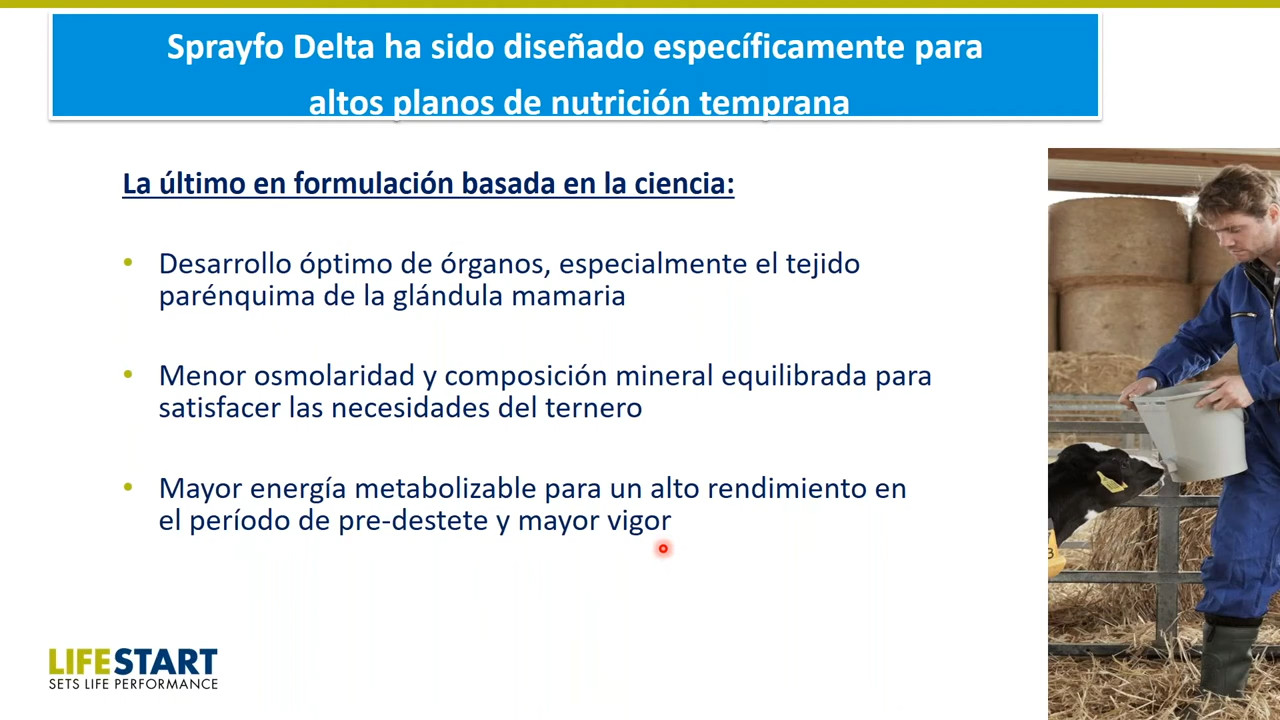 Sprayfo Delta ha sido diseñado específicamente para
altos planos de nutrición temprana
La último en formulación basada en la ciencia:
• Desarrollo óptimo de órganos, especialmente el tejido
parénquima de la glándula mamaria
• Menor osmolaridad y composición mineral equilibrada para
satisfacer las necesidades del ternero
• Mayor energía metabolizable para un alto rendimiento en
el período de pre-destete y mayor vigor
LIFESTART
SETS LIFE PERFORMANCE
3